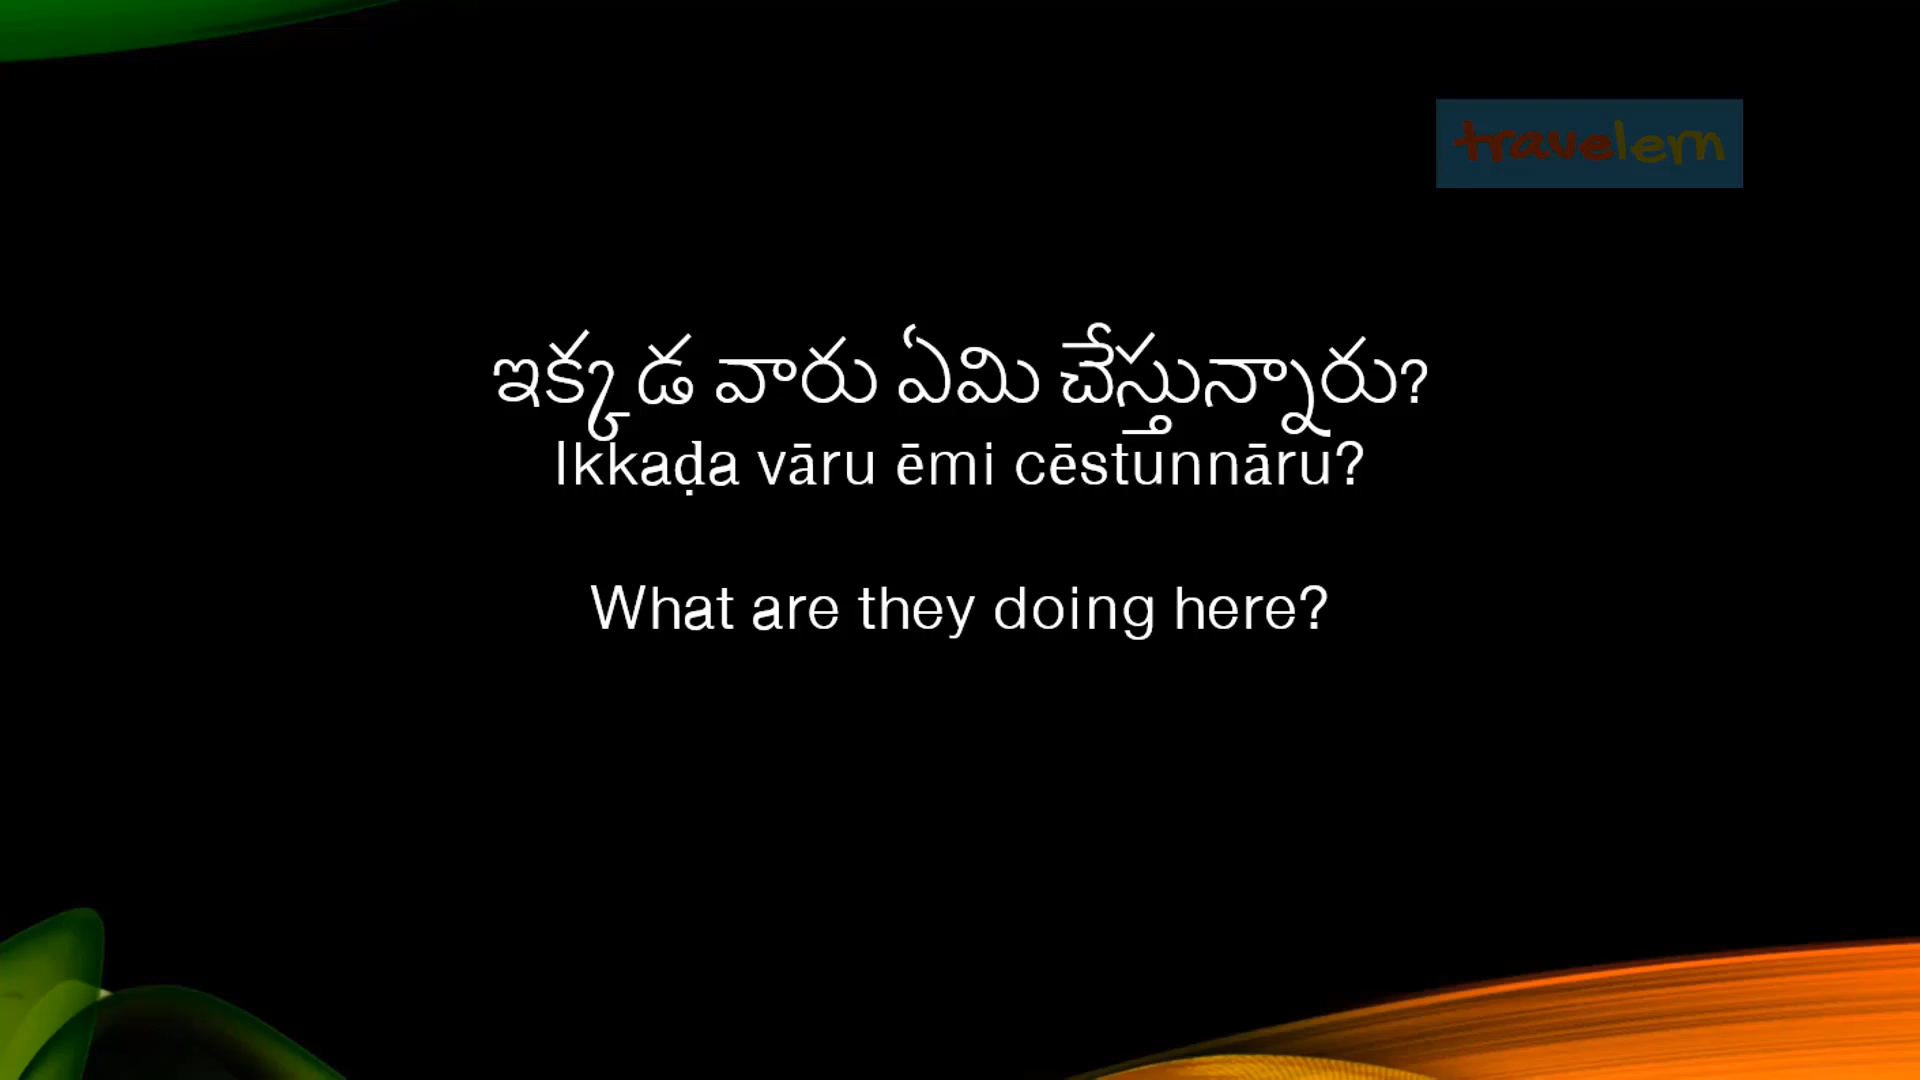 travelern
ఇక్కడ వారు ఏమి చేస్తున్నారు?
Ikkaḍa vāru ēmi cēstunnāru?
What are they doing here?